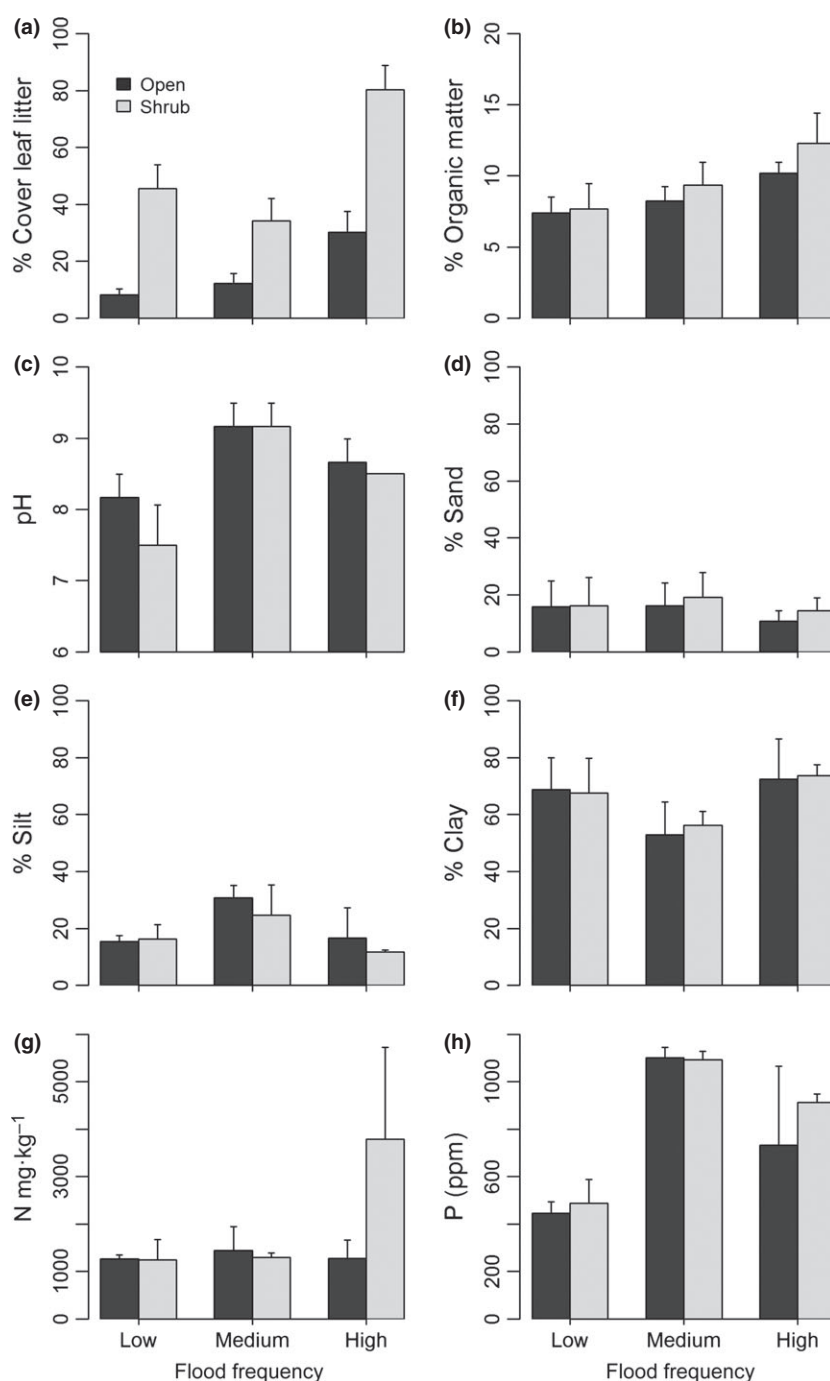 (a)
% Cover leaf litter
0 20 40 60 80 100
Open
Shrub
(b)
% Organic matter
0 5 10 15 20
(c)
pH
6 7 8 9 10
(d)
% Sand
0 20 40 60 80 100
(e)
% Silt
0 20 40 60 80 100
(f)
% Clay
0 20 40 60 80 100
(g)
N mg·kg⁻¹
0 1000 3000 5000
Low Medium High
Flood frequency
(h)
P (ppm)
0 200 600 1000
Low Medium High
Flood frequency